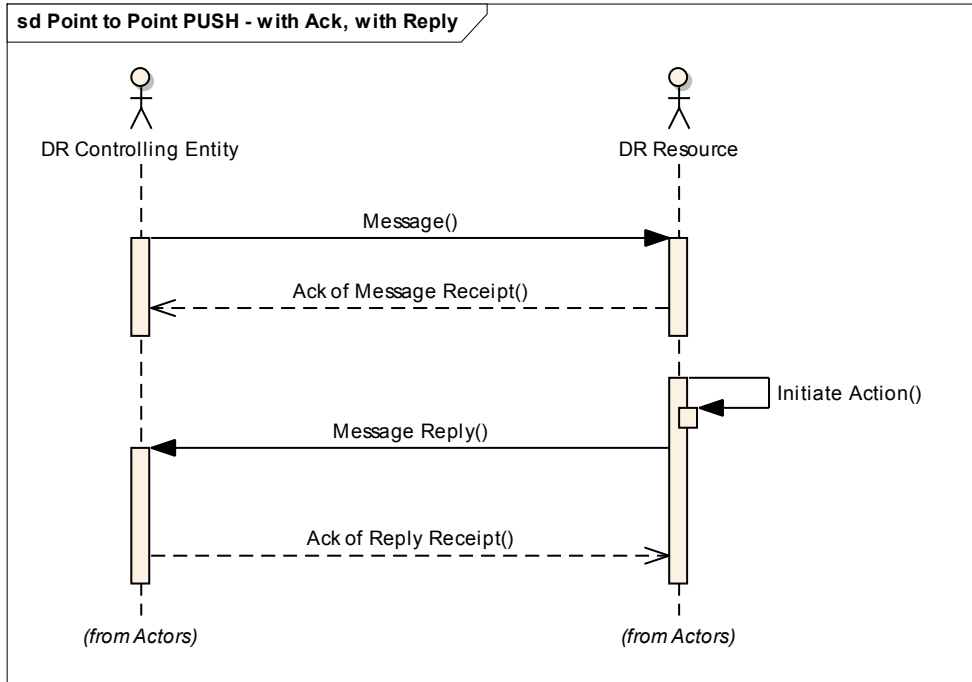 sd Point to Point PUSH - with Ack, with Reply
DR Controlling Entity
DR Resource
Message()
Ack of Message Receipt()
Initiate Action()
Message Reply()
Ack of Reply Receipt()
(from Actors)
(from Actors)